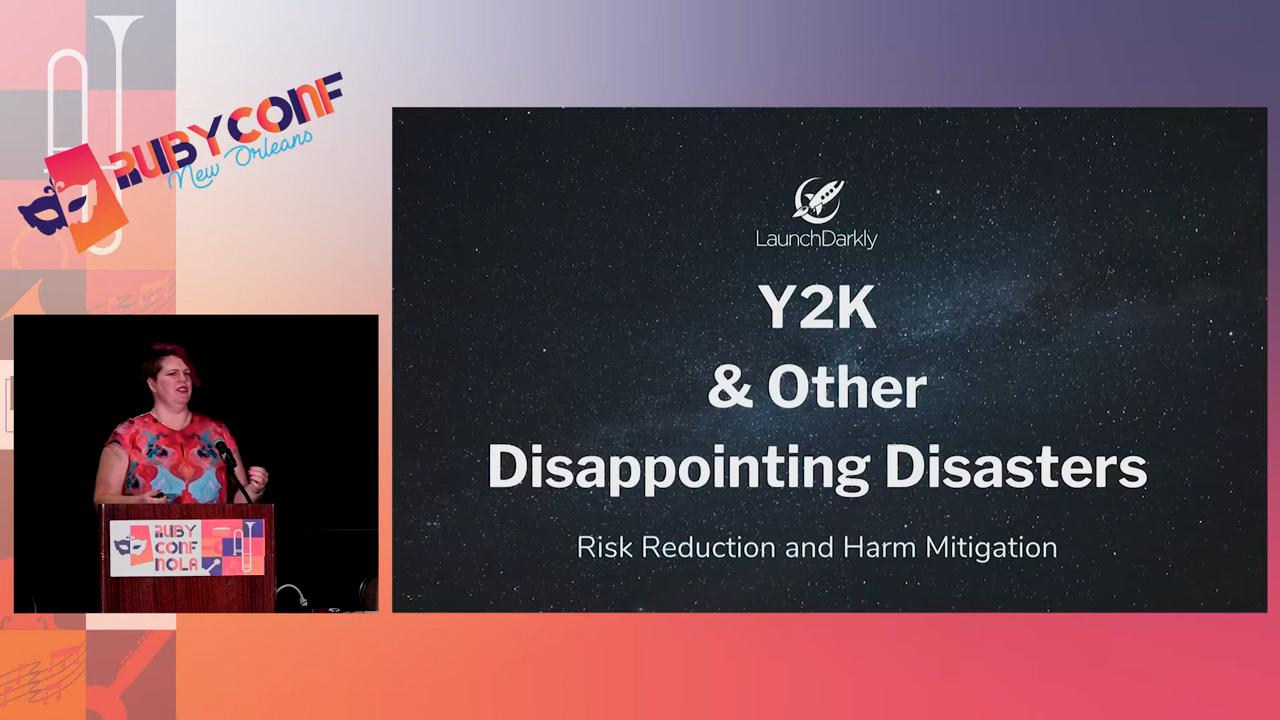 RUBYCONF
New Orleans
LaunchDarkly
Y2K
& Other
Disappointing Disasters
Risk Reduction and Harm Mitigation
RUBY
CONF
NOLA